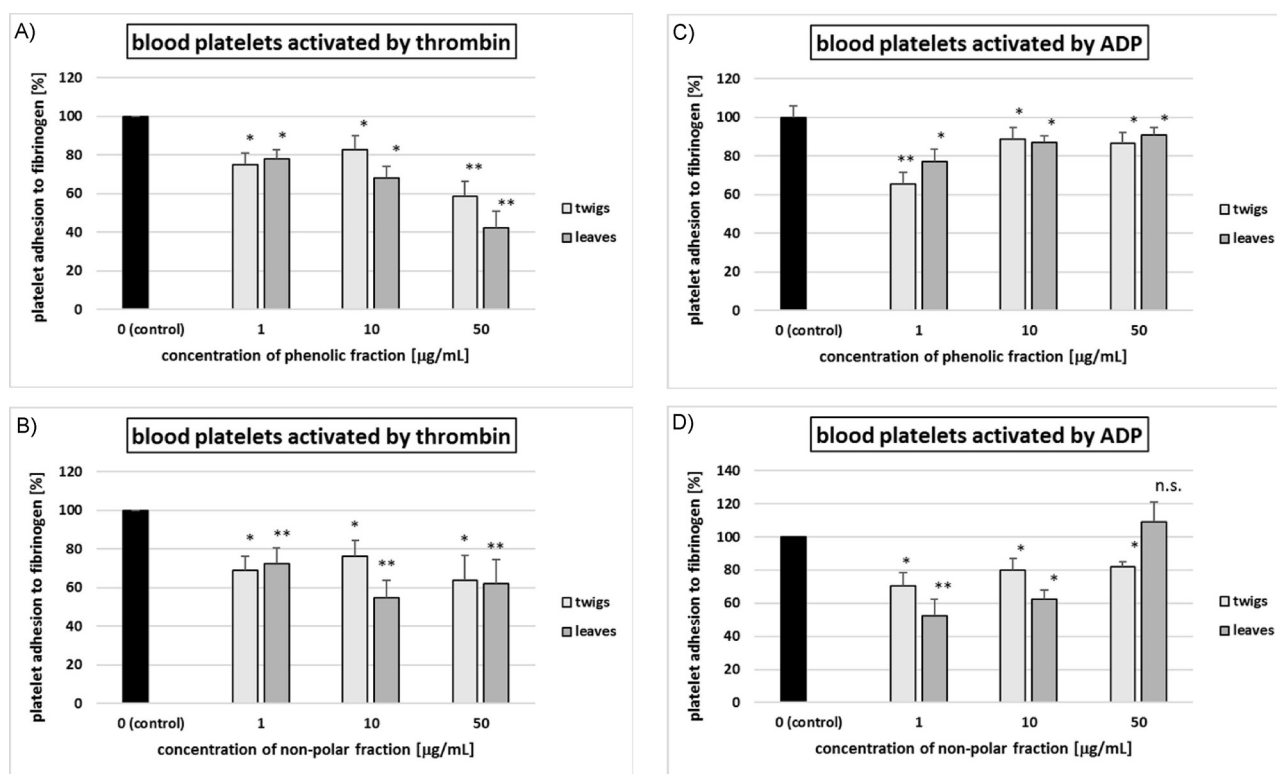 A)
blood platelets activated by thrombin
platelet adhesion to fibrinogen [%]
120
100
80
60
40
20
0
* * * * ** **
0 (control) 1 10 50
concentration of phenolic fraction [µg/mL]
twigs
leaves
C)
blood platelets activated by ADP
platelet adhesion to fibrinogen [%]
120
100
80
60
40
20
0
** * * * * *
0 (control) 1 10 50
concentration of phenolic fraction [µg/mL]
twigs
leaves
B)
blood platelets activated by thrombin
platelet adhesion to fibrinogen [%]
120
100
80
60
40
20
0
* ** * ** * **
0 (control) 1 10 50
concentration of non-polar fraction [µg/mL]
twigs
leaves
D)
blood platelets activated by ADP
platelet adhesion to fibrinogen [%]
140
120
100
80
60
40
20
0
* ** * * * n.s.
0 (control) 1 10 50
concentration of non-polar fraction [µg/mL]
twigs
leaves